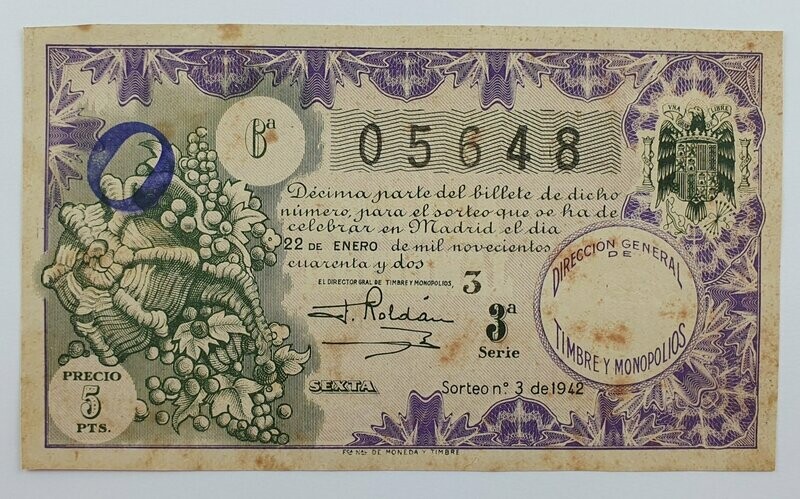 O
6ª
05648
UNA
LIBRE
Décima parte del billete de dicho
número, para el sorteo que se ha de
celebrar en Madrid el día
22 DE ENERO de mil novecientos
cuarenta y dos
EL DIRECTOR GRAL DE TIMBRE Y MONOPOLIOS
3
J. Roldán
3ª
Serie
DIRECCION GENERAL
DE
TIMBRE Y MONOPOLIOS
PRECIO
5
PTS.
SEXTA
Sorteo nº 3 de 1942
DE MONEDA Y TIMBRE